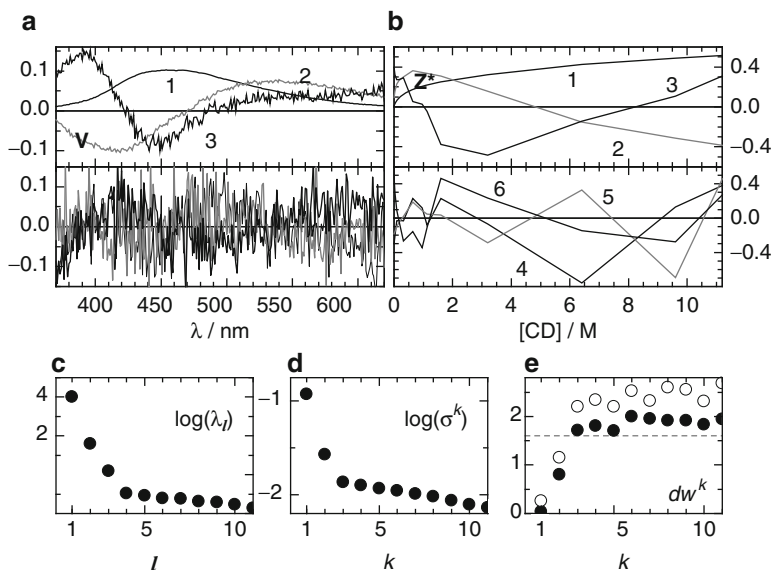 a
b
0.1
0.0
−0.1
V
1
2
3
0.4
0.0
−0.4
Z*
1
2
3
0.1
0.0
−0.1
400 450 500 550 600
λ / nm
0.4
0.0
−0.4
4
5
6
0 2 4 6 8 10
[CD] / M
c
d
e
4
2
log(λl)
1 5 10
l
−1
−2
log(σk)
1 5 10
k
2
1
0
dwk
1 5 10
k